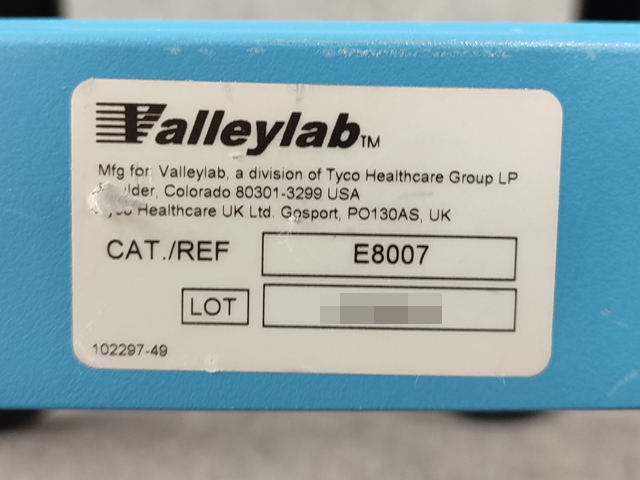 Valleylab™
Mfg for: Valleylab, a division of Tyco Healthcare Group LP
Colorado 80301-3299 USA
Healthcare UK Ltd. Gosport, PO130AS, UK
CAT./REF E8007
LOT
102297-49